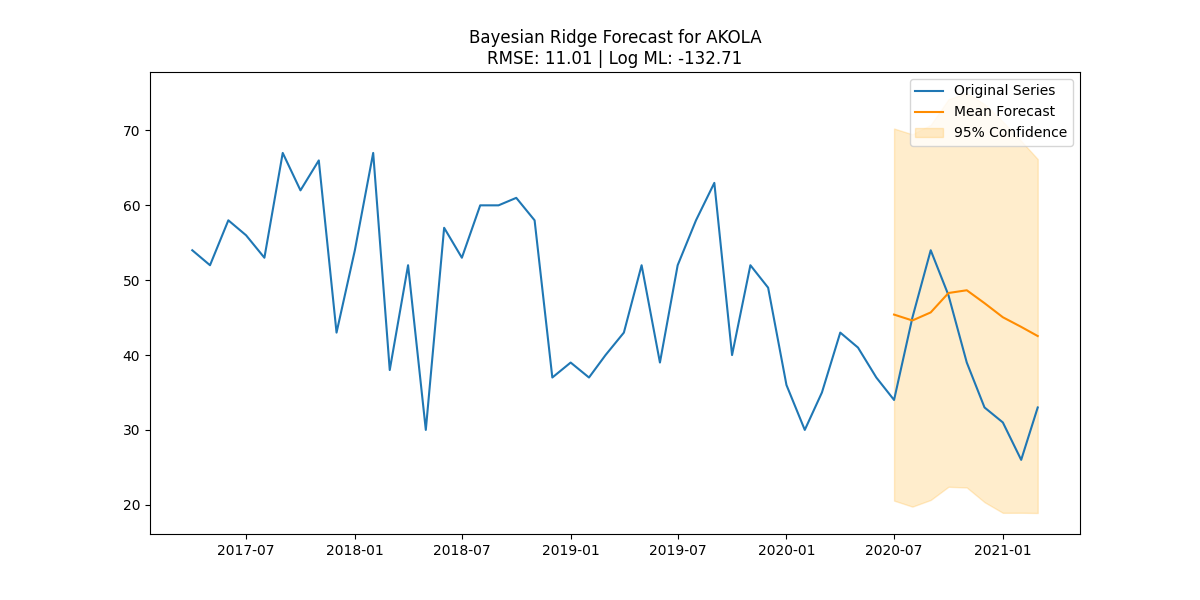 Bayesian Ridge Forecast for AKOLA
RMSE: 11.01 | Log ML: -132.71
Original Series
Mean Forecast
95% Confidence
70
60
50
40
30
20
2017-07
2018-01
2018-07
2019-01
2019-07
2020-01
2020-07
2021-01